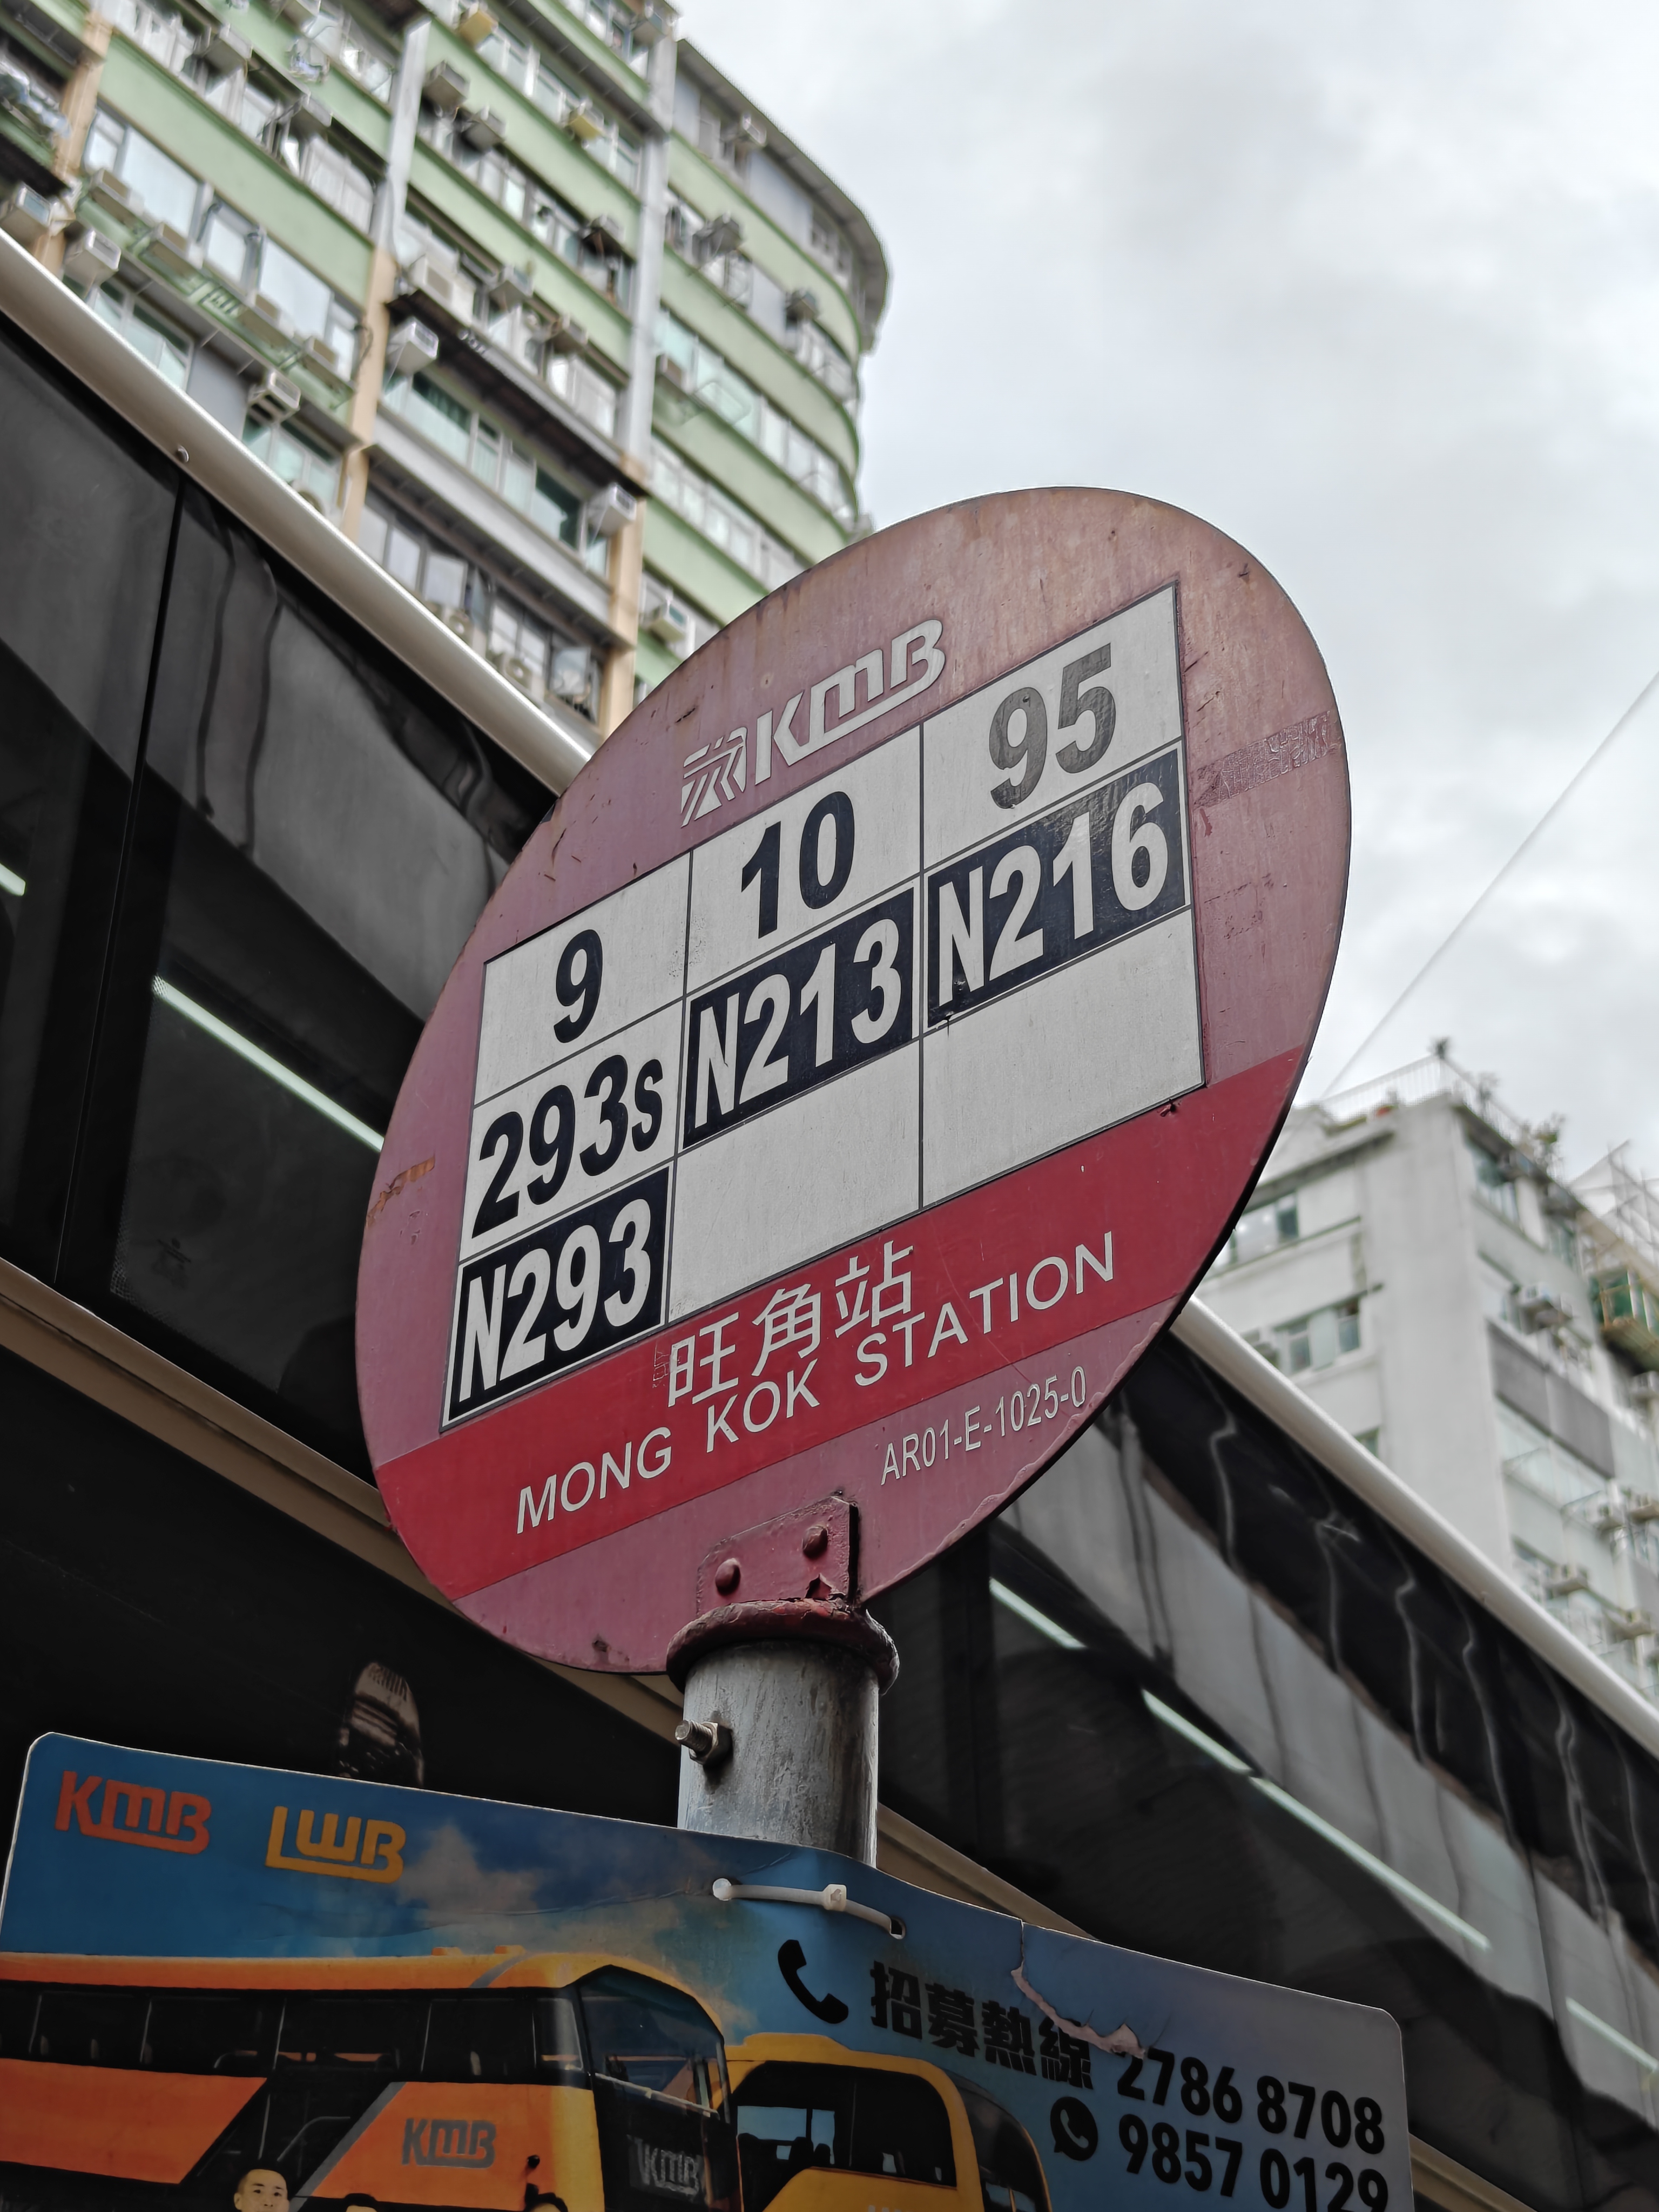 KMB
9 10 95
293S N213 N216
N293
旺角站
MONG KOK STATION
AR01-E-1025-0
KMB LWB
招募熱線 2786 8708
9857 0129
KMB
KMB